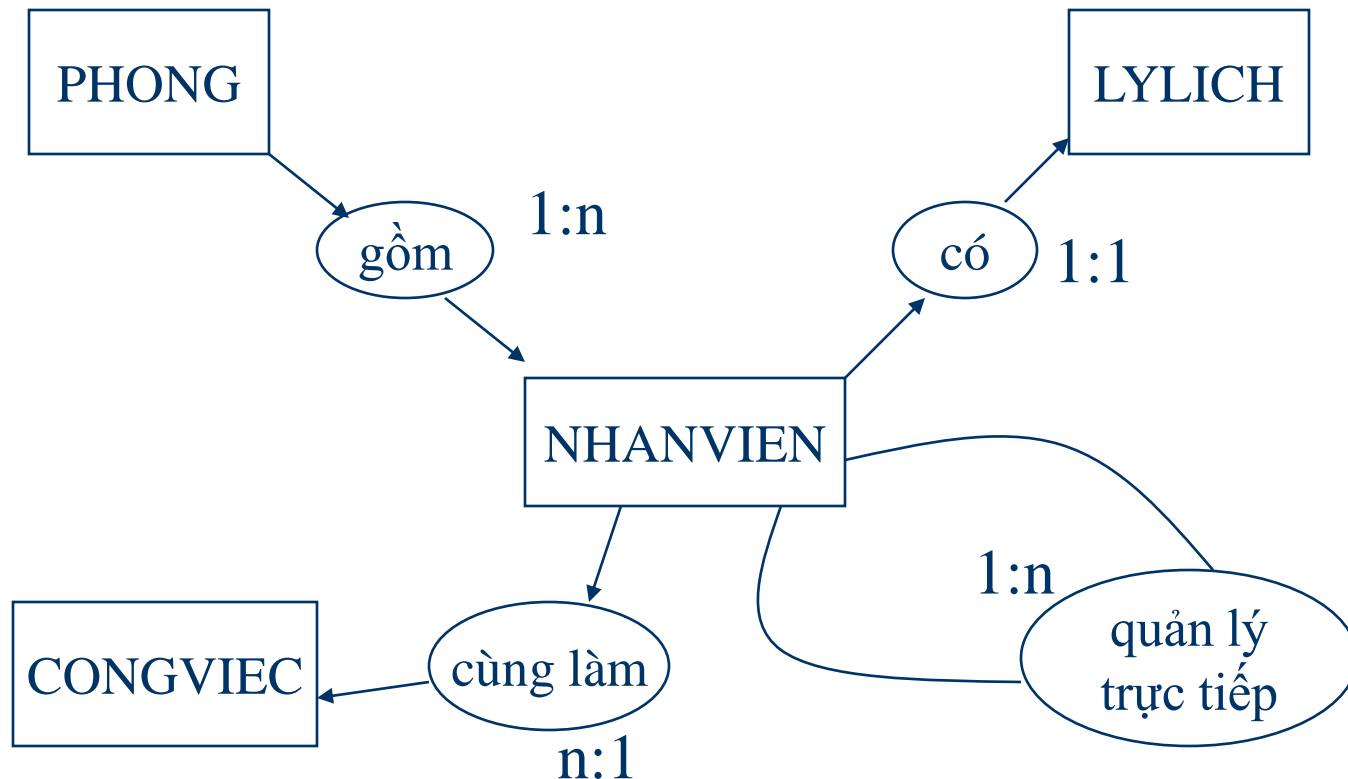 PHONG
LYLICH
gồm
1:n
có
1:1
NHANVIEN
1:n
quản lý
trực tiếp
CONGVIEC
cùng làm
n:1